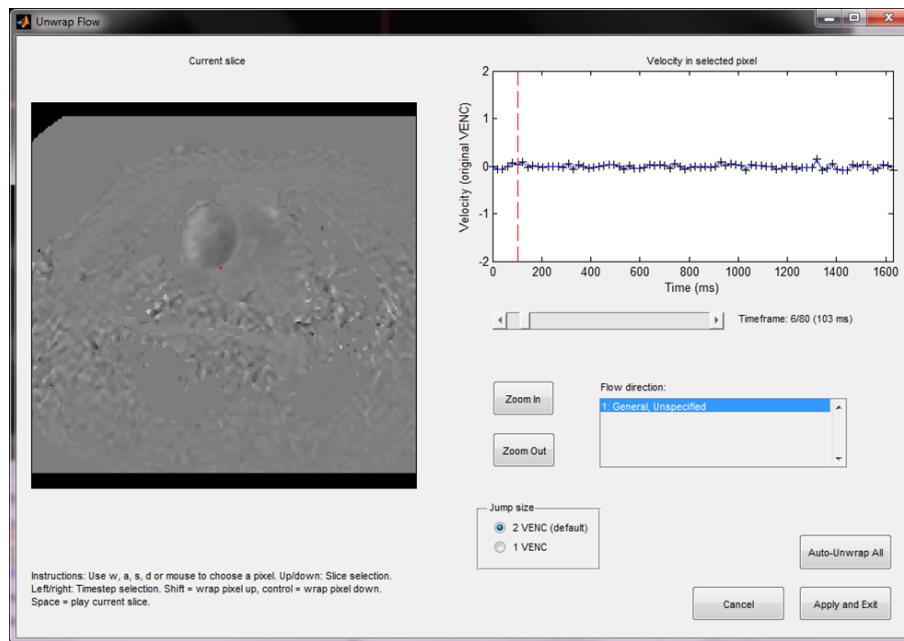 Unwrap Flow
Current slice
Velocity in selected pixel
2
1
0
-1
-2
Velocity (original VENC)
0 200 400 600 800 1000 1200 1400 1600
Time (ms)
Timeframe: 6/80 (103 ms)
Zoom In
Zoom Out
Flow direction:
1: General, Unspecified
Jump size
2 VENC (default)
1 VENC
Auto-Unwrap All
Cancel
Apply and Exit
Instructions: Use w, a, s, d or mouse to choose a pixel. Up/down: Slice selection.
Left/right: Timestep selection. Shift = wrap pixel up, control = wrap pixel down.
Space = play current slice.